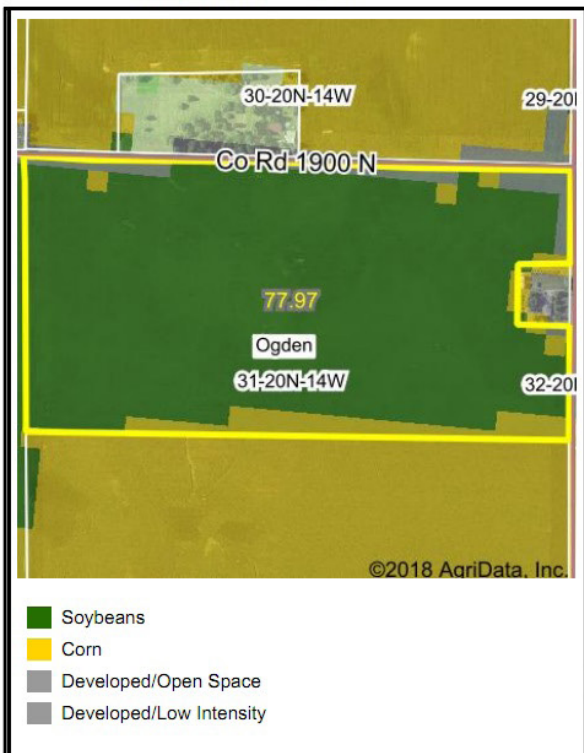 30-20N-14W
29-20
Co Rd 1900 N
77.97
Ogden
31-20N-14W
32-20
©2018 AgriData, Inc.
Soybeans
Corn
Developed/Open Space
Developed/Low Intensity